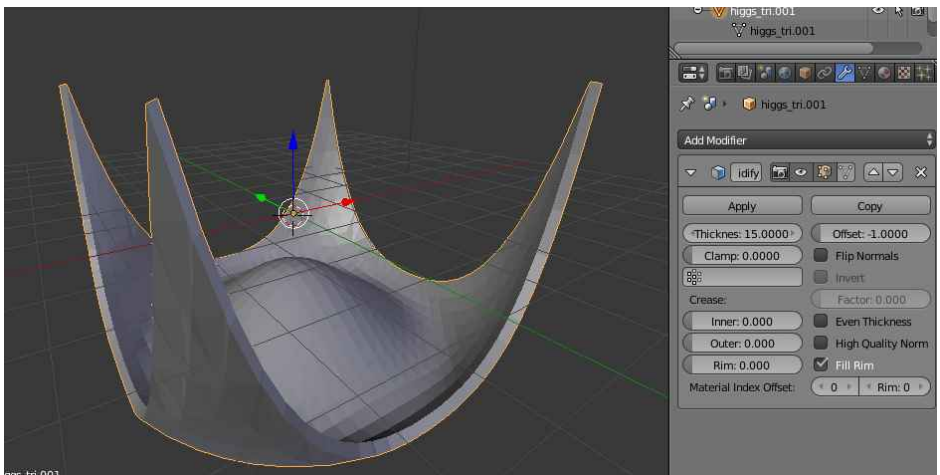 higgs_tri.001
higgs_tri.001
higgs_tri.001
Add Modifier
idify
Apply Copy
Thicknes: 15.0000 Offset: -1.0000
Clamp: 0.0000 Flip Normals
Invert
Crease: Factor: 0.000
Inner: 0.000 Even Thickness
Outer: 0.000 High Quality Norm
Rim: 0.000 Fill Rim
Material Index Offset: 0 Rim: 0
ggs_tri.001